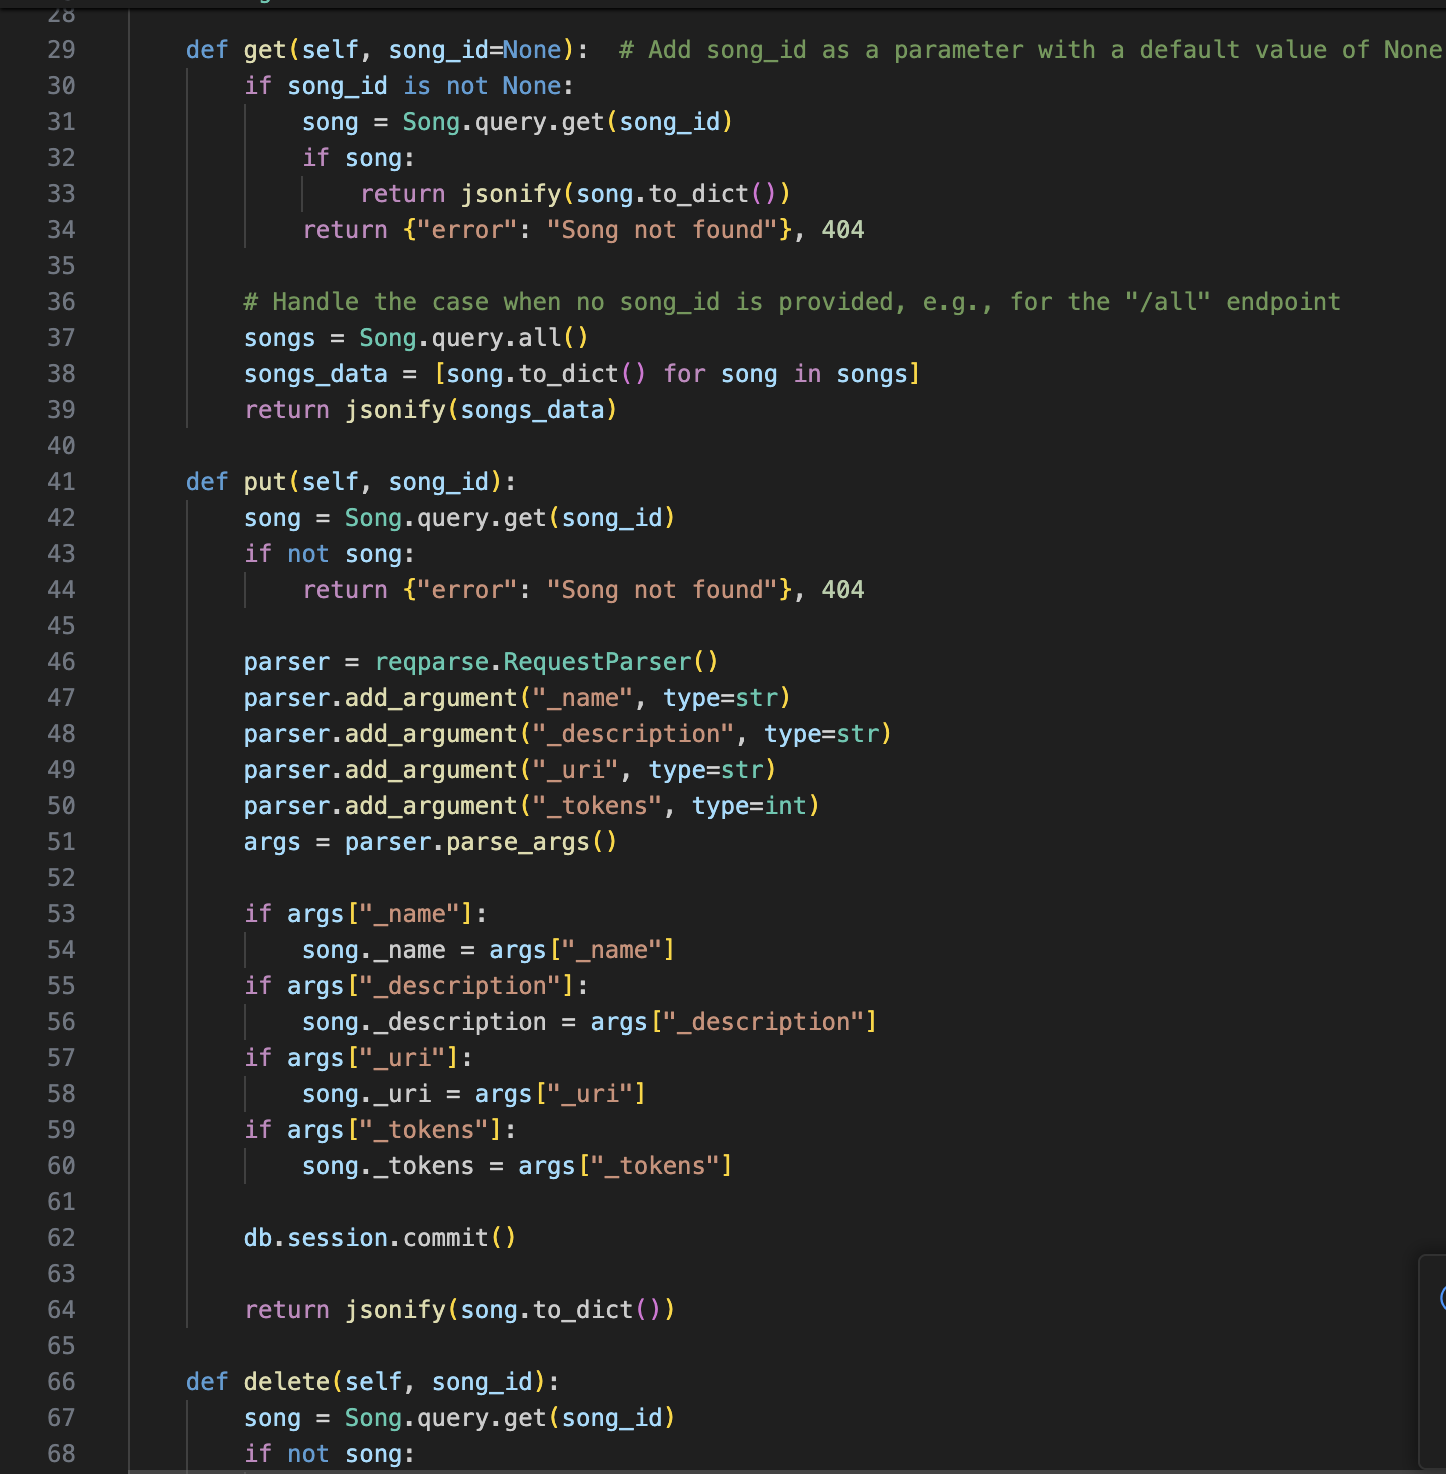 28
29 def get(self, song_id=None):  # Add song_id as a parameter with a default value of None
30 if song_id is not None:
31 song = Song.query.get(song_id)
32 if song:
33 return jsonify(song.to_dict())
34 return {"error": "Song not found"}, 404
35
36 # Handle the case when no song_id is provided, e.g., for the "/all" endpoint
37 songs = Song.query.all()
38 songs_data = [song.to_dict() for song in songs]
39 return jsonify(songs_data)
40
41 def put(self, song_id):
42 song = Song.query.get(song_id)
43 if not song:
44 return {"error": "Song not found"}, 404
45
46 parser = reqparse.RequestParser()
47 parser.add_argument("_name", type=str)
48 parser.add_argument("_description", type=str)
49 parser.add_argument("_uri", type=str)
50 parser.add_argument("_tokens", type=int)
51 args = parser.parse_args()
52
53 if args["_name"]:
54 song._name = args["_name"]
55 if args["_description"]:
56 song._description = args["_description"]
57 if args["_uri"]:
58 song._uri = args["_uri"]
59 if args["_tokens"]:
60 song._tokens = args["_tokens"]
61
62 db.session.commit()
63
64 return jsonify(song.to_dict())
65
66 def delete(self, song_id):
67 song = Song.query.get(song_id)
68 if not song: